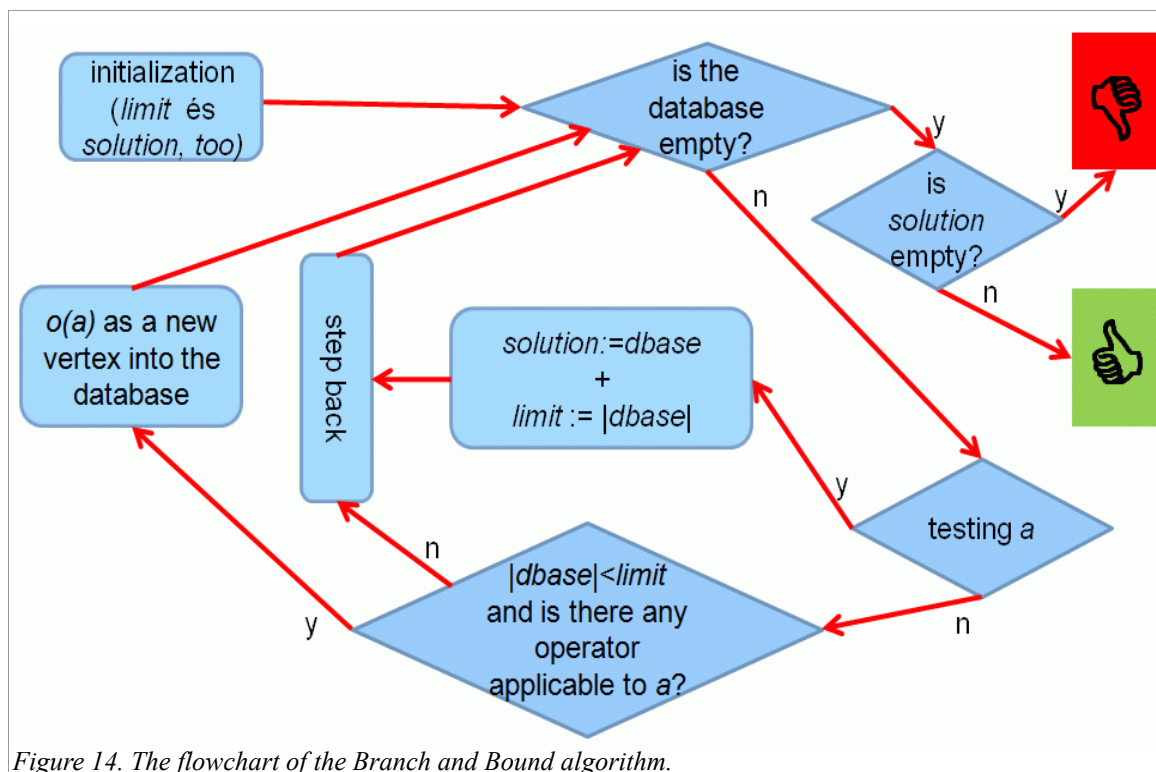 initialization
(limit és
solution, too)
is the
database
empty?
y
n
is
solution
empty?
y
n
o(a) as a new
vertex into the
database
step back
solution:=dbase
+
limit := |dbase|
y
testing a
n
n
|dbase|<limit
and is there any
operator
applicable to a?
y
Figure 14. The flowchart of the Branch and Bound algorithm.